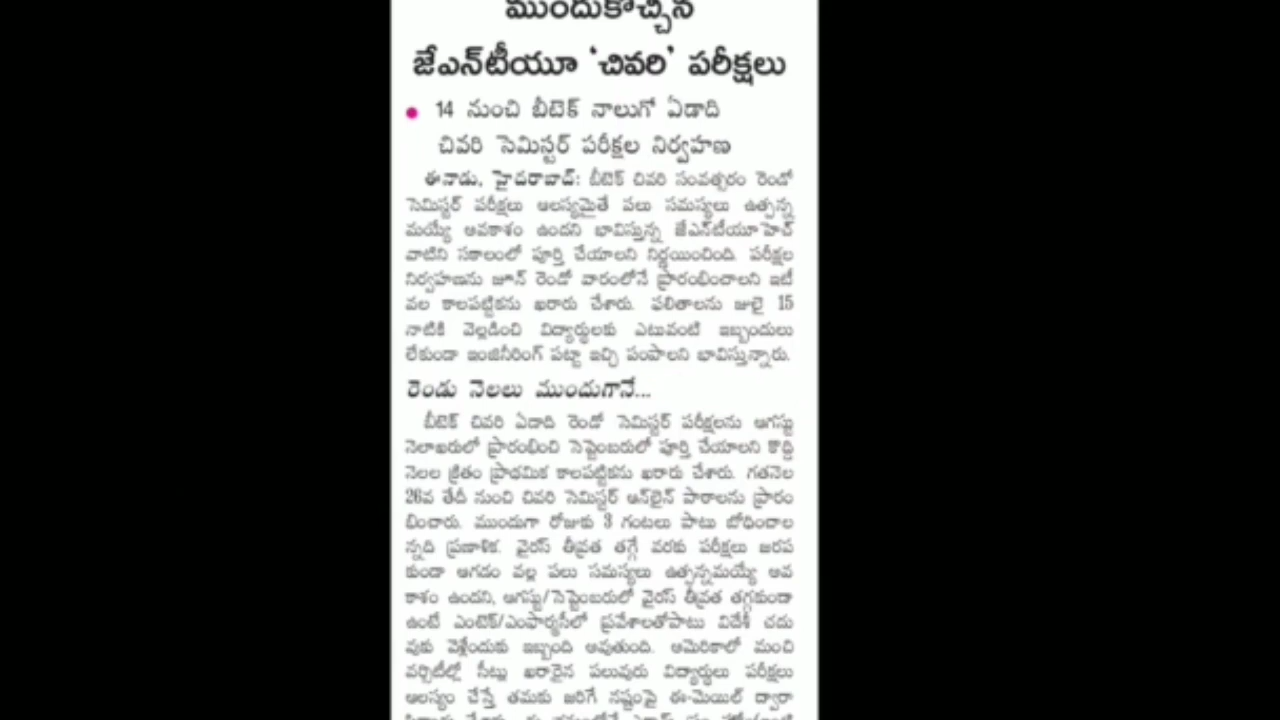 ముందుకొచ్చిన
జేఎన్‌టీయూ ‘చివరి’ పరీక్షలు
• 14 నుంచి బీటెక్ నాలుగో ఏడాది
చివరి సెమిస్టర్ పరీక్షల నిర్వహణ
ఈనాడు, హైదరాబాద్: బీటెక్ చివరి సంవత్సరం రెండో
సెమిస్టర్ పరీక్షలు ఆలస్యమైతే పలు సమస్యలు ఉత్పన్న
మయ్యే అవకాశం ఉందని భావిస్తున్న జేఎన్‌టీయూహెచ్
వాటిని సకాలంలో పూర్తి చేయాలని నిర్ణయించింది. పరీక్షల
నిర్వహణను జూన్ రెండో వారంలోనే ప్రారంభించాలని ఇటీ
వల కాలపట్టికను ఖరారు చేశారు. ఫలితాలను జులై 15
నాటికి వెల్లడించి విద్యార్థులకు ఎటువంటి ఇబ్బందులు
లేకుండా ఇంజినీరింగ్ పట్టా ఇచ్చి పంపాలని భావిస్తున్నారు.
రెండు నెలలు ముందుగానే...
బీటెక్ చివరి ఏడాది రెండో సెమిస్టర్ పరీక్షలను ఆగస్టు
నెలాఖరులో ప్రారంభించి సెప్టెంబరులో పూర్తి చేయాలని కొద్ది
నెలల క్రితం ప్రాథమిక కాలపట్టికను ఖరారు చేశారు. గతనెల
26వ తేదీ నుంచి చివరి సెమిస్టర్ ఆన్‌లైన్ పాఠాలను ప్రారం
భించారు. ముందుగా రోజుకు 3 గంటలు పాటు బోధించాల
న్నది ప్రణాళిక. వైరస్ తీవ్రత తగ్గే వరకు పరీక్షలు జరప
కుండా ఆగడం వల్ల పలు సమస్యలు ఉత్పన్నమయ్యే అవ
కాశం ఉందని, ఆగస్టు/సెప్టెంబరులో వైరస్ తీవ్రత తగ్గకుండా
ఉంటే ఎంటెక్/ఎంఫార్మసీలో ప్రవేశాలతోపాటు విదేశీ చదు
వుకు వెళ్లేందుకు ఇబ్బంది అవుతుంది. అమెరికాలో మంచి
వర్సిటీల్లో సీట్లు ఖరారైన పలువురు విద్యార్థులు పరీక్షలు
ఆలస్యం చేస్తే తమకు జరిగే నష్టంపై ఈ-మెయిల్ ద్వారా